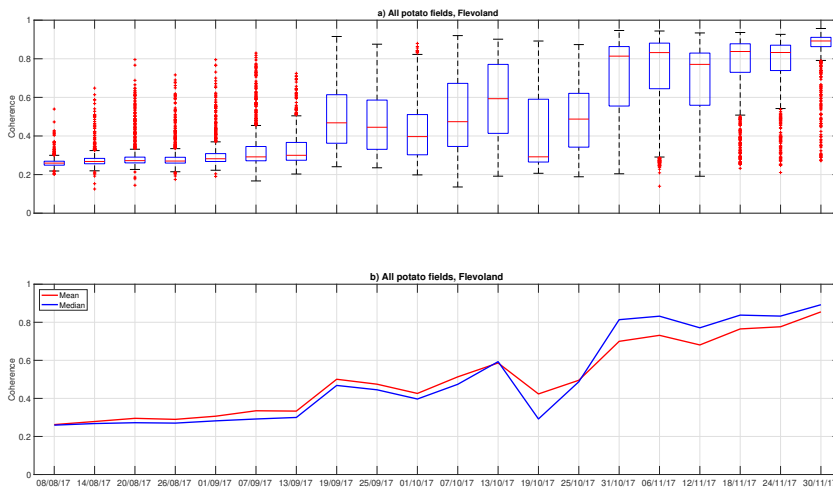 a) All potato fields, Flevoland
1
0.8
0.6
0.4
0.2
0
Coherence
b) All potato fields, Flevoland
1
0.8
0.6
0.4
0.2
0
Coherence
Mean
Median
08/08/17 14/08/17 20/08/17 26/08/17 01/09/17 07/09/17 13/09/17 19/09/17 25/09/17 01/10/17 07/10/17 13/10/17 19/10/17 25/10/17 31/10/17 06/11/17 12/11/17 18/11/17 24/11/17 30/11/17